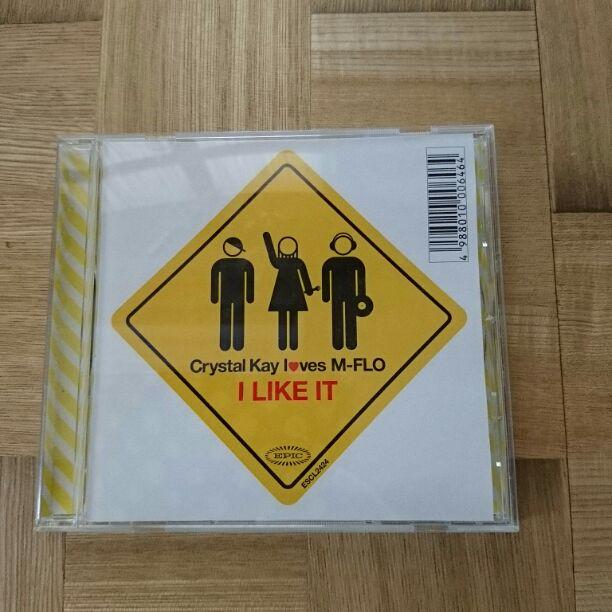 4 988010 006464
Crystal Kay l♥ves M-FLO
I LIKE IT
EPIC
ESCL2424